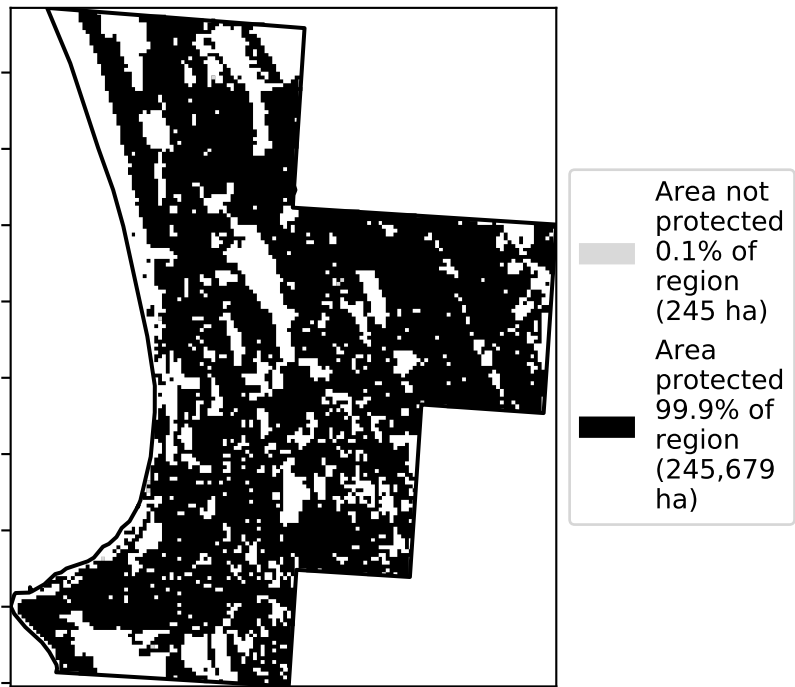 Area not
protected
0.1% of
region
(245 ha)
Area
protected
99.9% of
region
(245,679
ha)